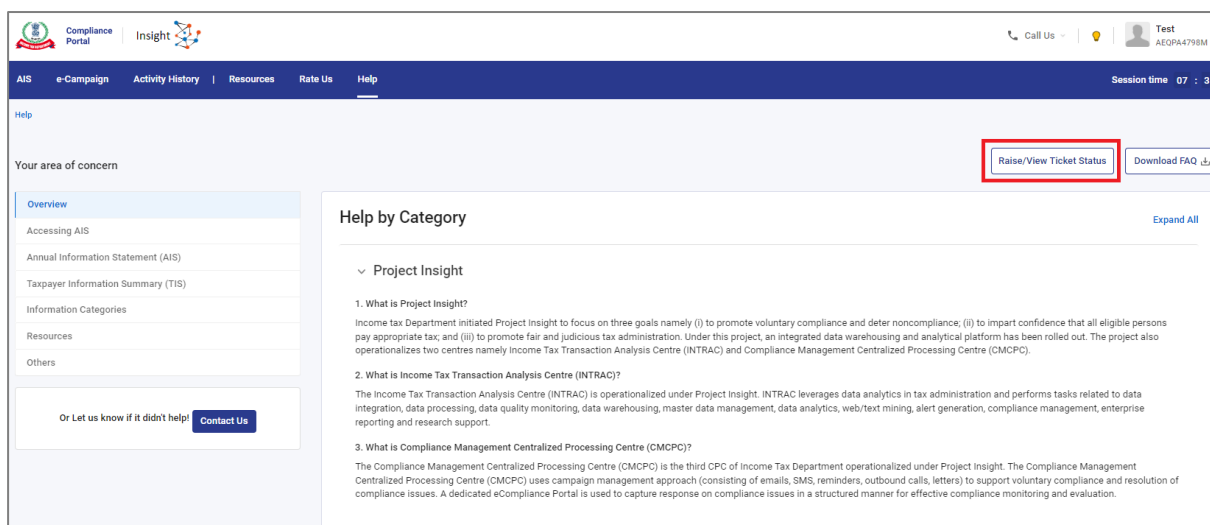 Compliance
Portal
Insight
Call Us
Test
AEQPA4798M
AIS e-Campaign Activity History | Resources Rate Us Help
Session time 07 : 3
Help
Your area of concern
Raise/View Ticket Status
Download FAQ
Overview
Accessing AIS
Annual Information Statement (AIS)
Taxpayer Information Summary (TIS)
Information Categories
Resources
Others
Or Let us know if it didn't help! Contact Us
Help by Category
Expand All
Project Insight
1. What is Project Insight?
Income tax Department initiated Project Insight to focus on three goals namely (i) to promote voluntary compliance and deter noncompliance; (ii) to impart confidence that all eligible persons
pay appropriate tax; and (iii) to promote fair and judicious tax administration. Under this project, an integrated data warehousing and analytical platform has been rolled out. The project also
operationalizes two centres namely Income Tax Transaction Analysis Centre (INTRAC) and Compliance Management Centralized Processing Centre (CMCPC).
2. What is Income Tax Transaction Analysis Centre (INTRAC)?
The Income Tax Transaction Analysis Centre (INTRAC) is operationalized under Project Insight. INTRAC leverages data analytics in tax administration and performs tasks related to data
integration, data processing, data quality monitoring, data warehousing, master data management, data analytics, web/text mining, alert generation, compliance management, enterprise
reporting and research support.
3. What is Compliance Management Centralized Processing Centre (CMCPC)?
The Compliance Management Centralized Processing Centre (CMCPC) is the third CPC of Income Tax Department operationalized under Project Insight. The Compliance Management
Centralized Processing Centre (CMCPC) uses campaign management approach (consisting of emails, SMS, reminders, outbound calls, letters) to support voluntary compliance and resolution of
compliance issues. A dedicated eCompliance Portal is used to capture response on compliance issues in a structured manner for effective compliance monitoring and evaluation.